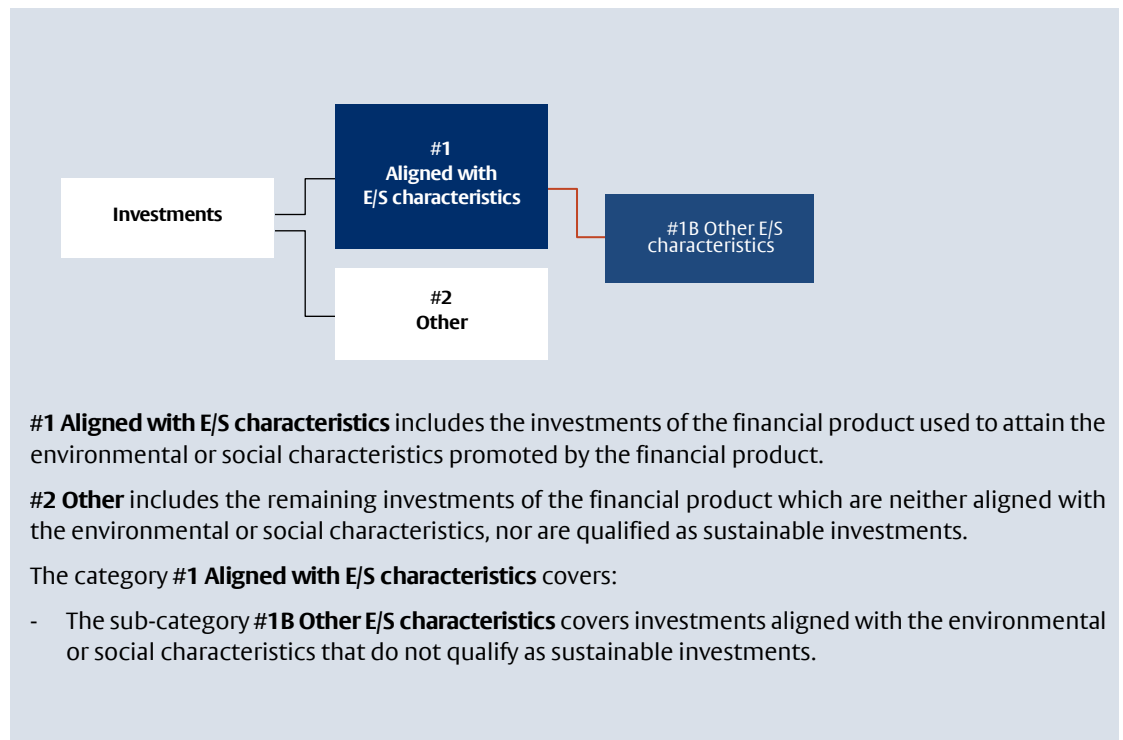 #1
Aligned with
E/S characteristics
Investments
#1B Other E/S
characteristics
#2
Other
#1 Aligned with E/S characteristics includes the investments of the financial product used to attain the
environmental or social characteristics promoted by the financial product.
#2 Other includes the remaining investments of the financial product which are neither aligned with
the environmental or social characteristics, nor are qualified as sustainable investments.
The category #1 Aligned with E/S characteristics covers:
- The sub-category #1B Other E/S characteristics covers investments aligned with the environmental
or social characteristics that do not qualify as sustainable investments.